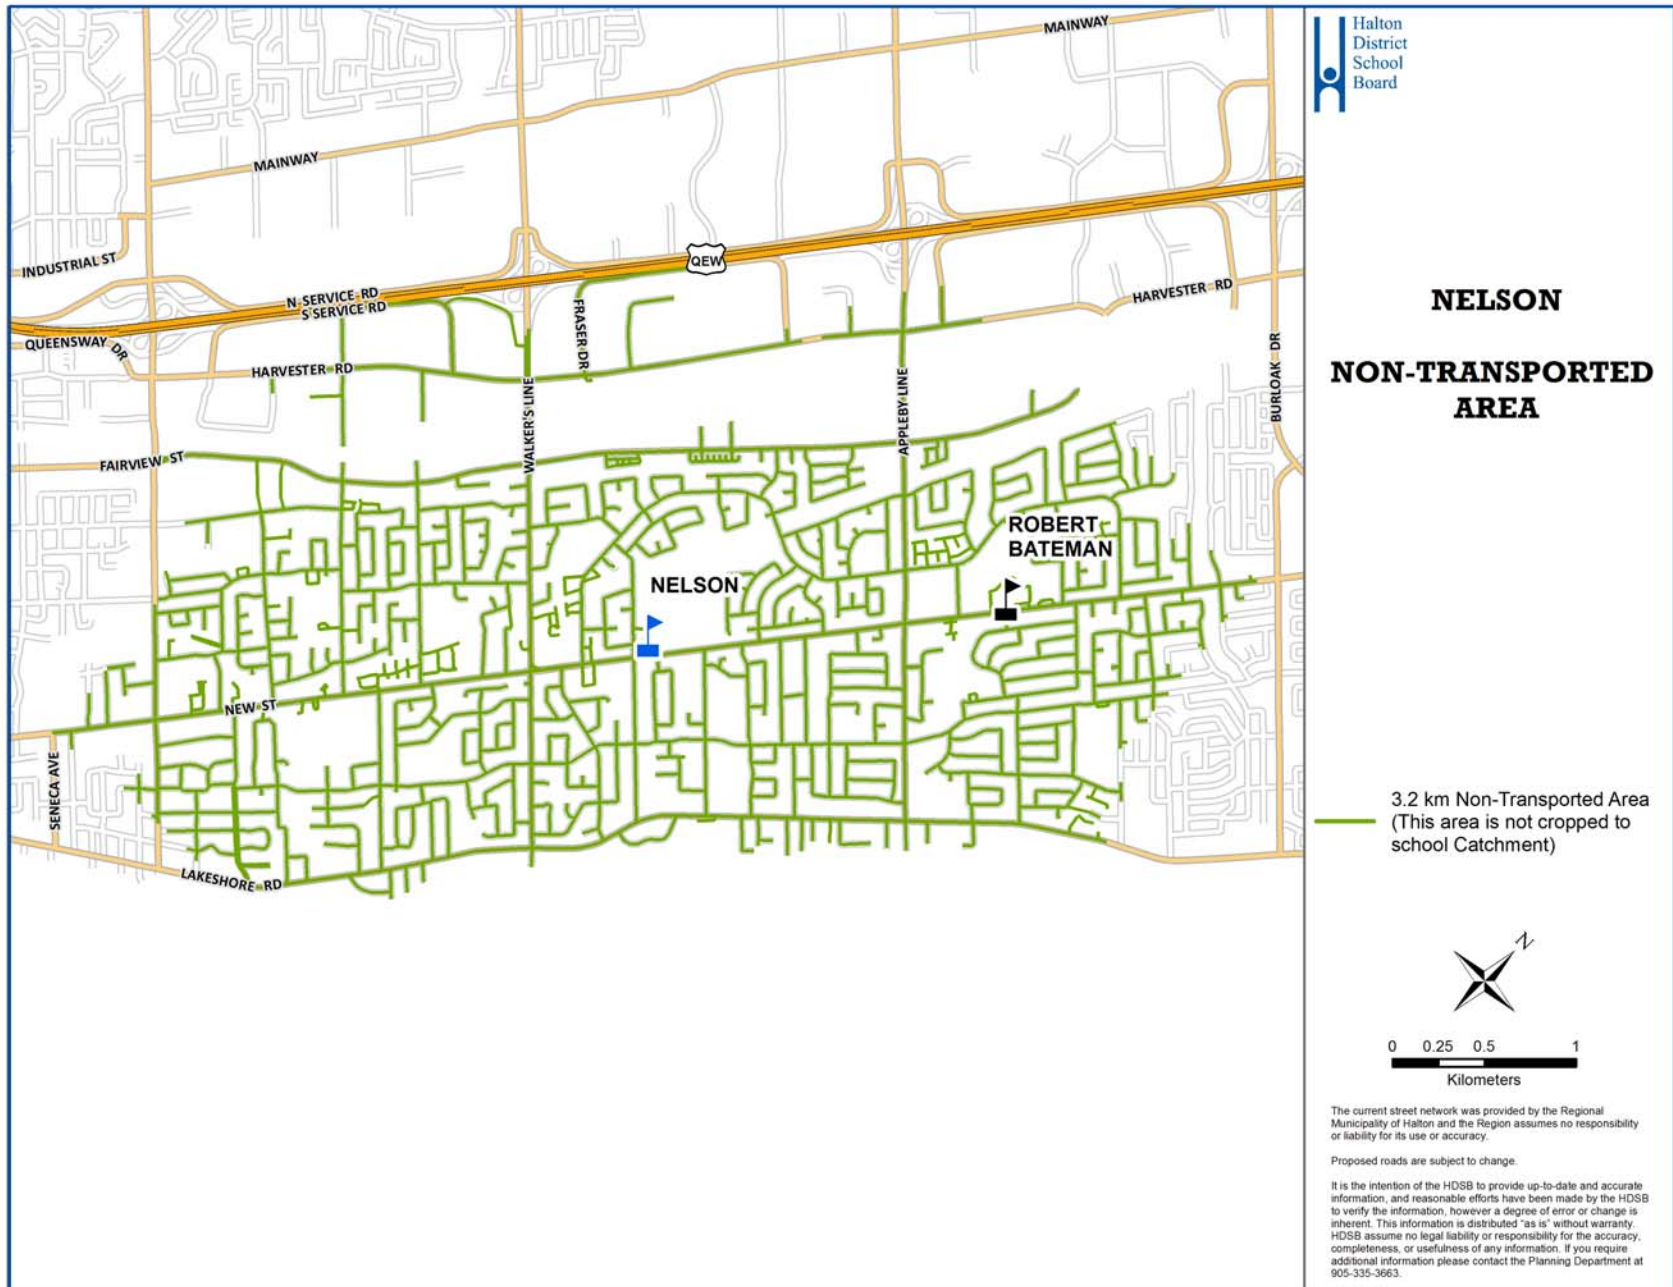 MAINWAY
MAINWAY
INDUSTRIAL ST
N SERVICE RD
S SERVICE RD
QEW
QUEENSWAY DR
HARVESTER RD
FRASER DR
HARVESTER RD
WALKER'S LINE
APPLEBY LINE
BURLOAK DR
FAIRVIEW ST
ROBERT
BATEMAN
NELSON
NEW ST
SENECA AVE
LAKESHORE RD
Halton
District
School
Board
NELSON
NON-TRANSPORTED
AREA
3.2 km Non-Transported Area
(This area is not cropped to
school Catchment)
N
0 0.25 0.5 1
Kilometers
The current street network was provided by the Regional
Municipality of Halton and the Region assumes no responsibility
or liability for its use or accuracy.
Proposed roads are subject to change.
It is the intention of the HDSB to provide up-to-date and accurate
information, and reasonable efforts have been made by the HDSB
to verify the information, however a degree of error or change is
inherent. This information is distributed "as is" without warranty.
HDSB assume no legal liability or responsibility for the accuracy,
completeness, or usefulness of any information. If you require
additional information please contact the Planning Department at
905-335-3663.